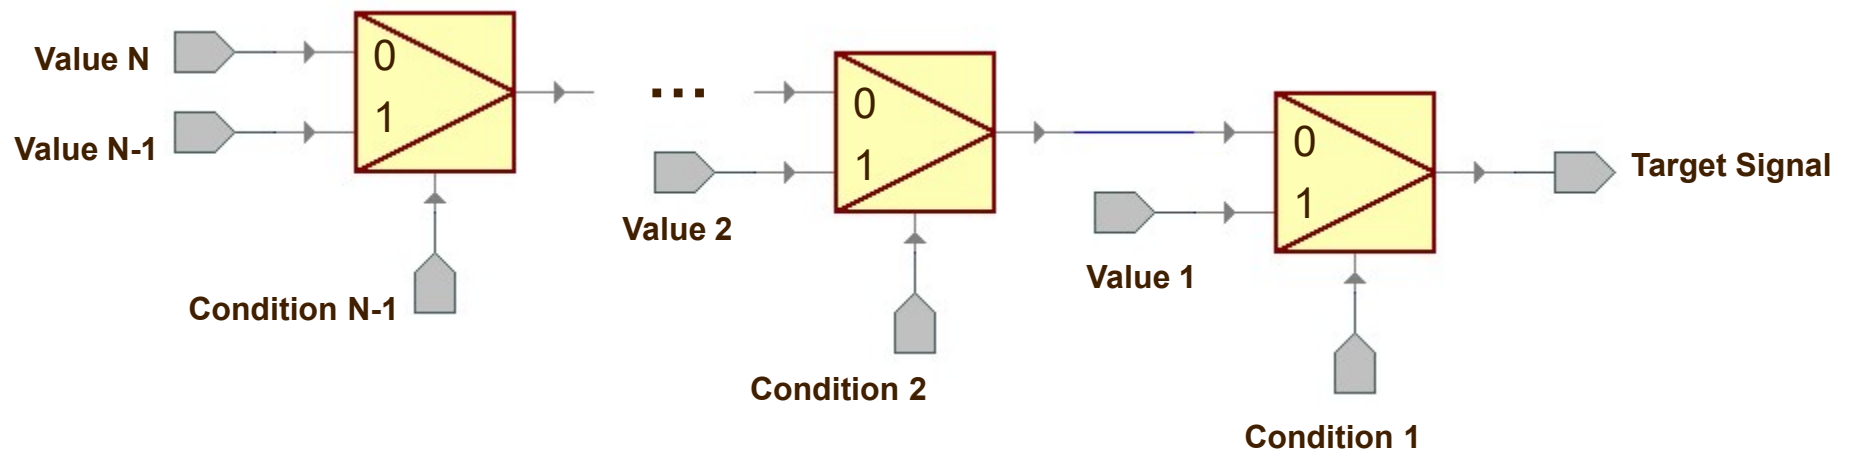 Value N
0
1
Value N-1
Condition N-1
...
0
1
Value 2
Condition 2
0
1
Value 1
Condition 1
Target Signal